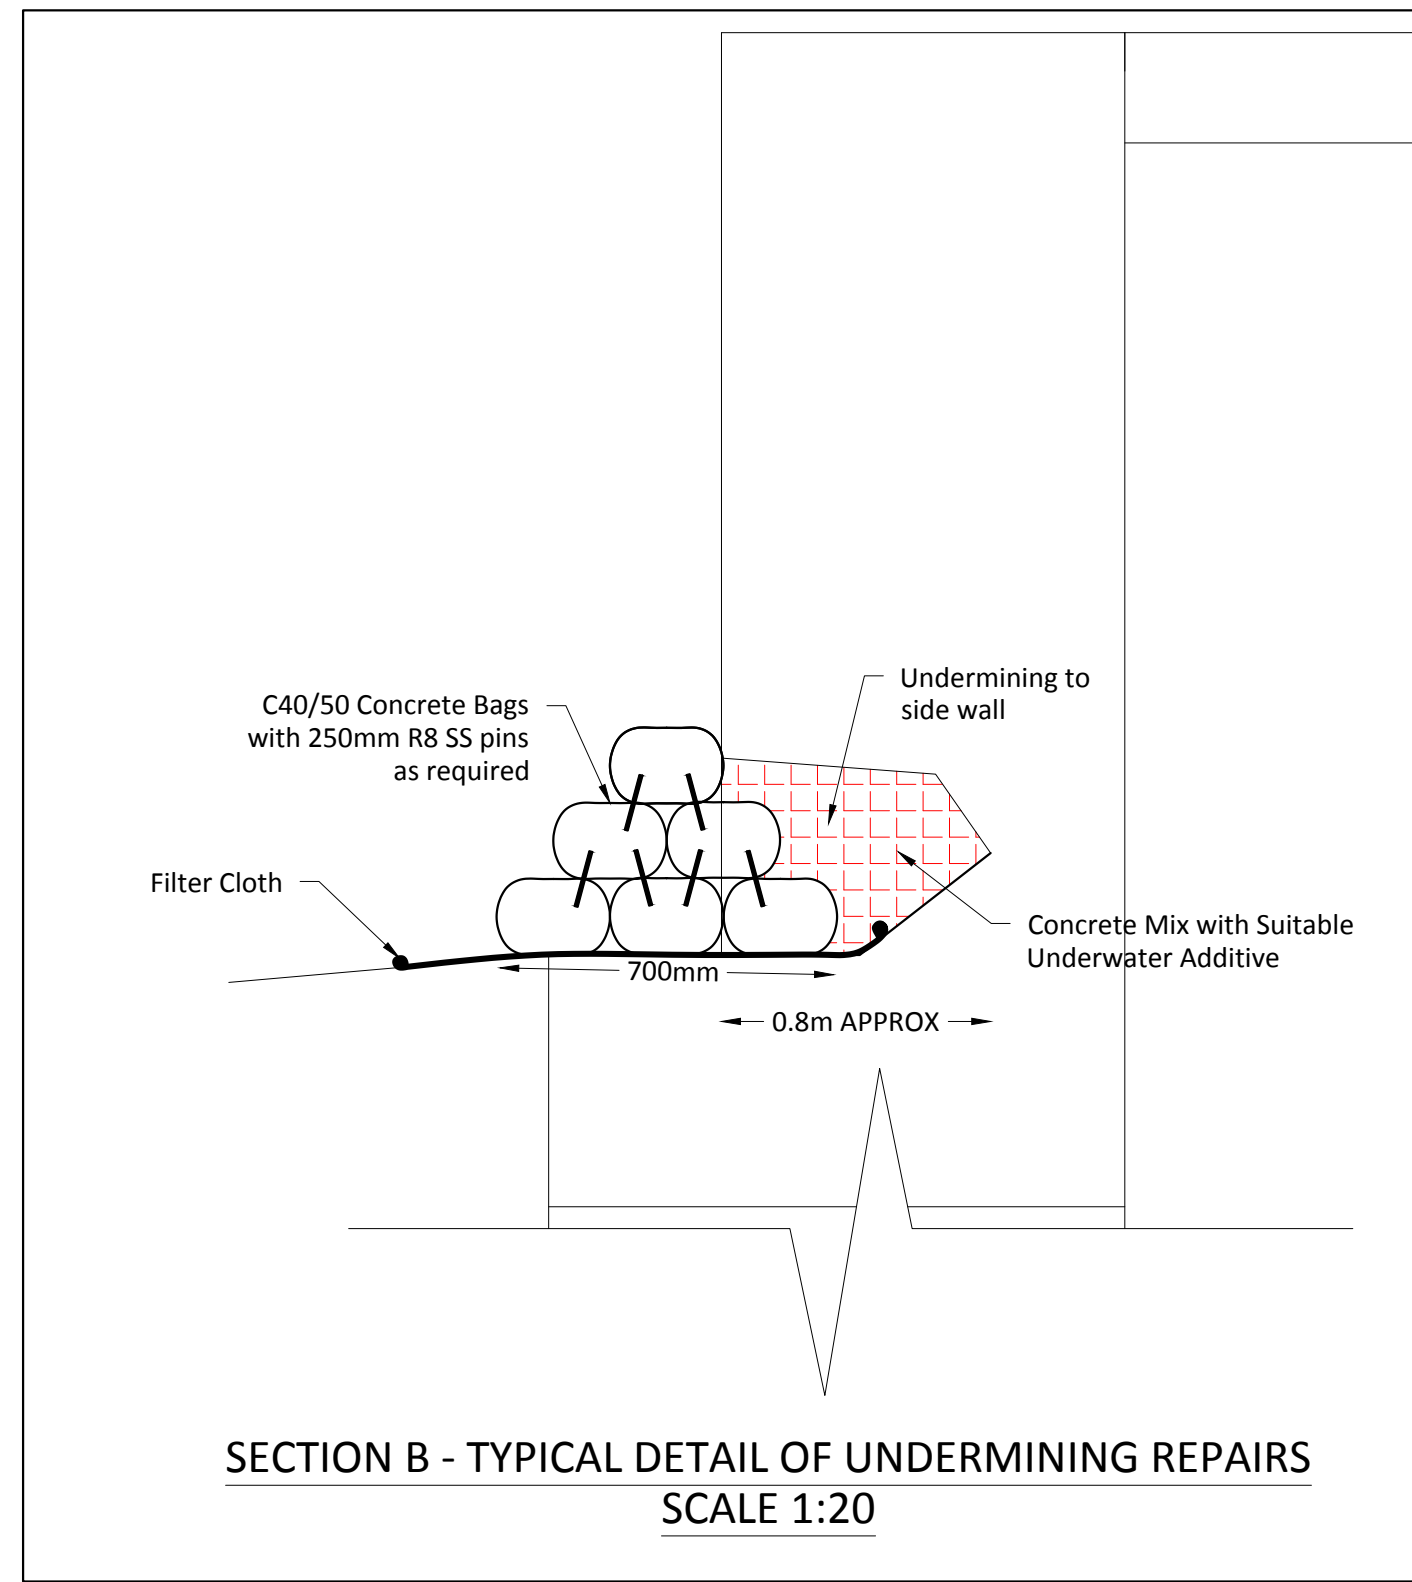 Undermining to
side wall
C40/50 Concrete Bags
with 250mm R8 SS pins
as required
Filter Cloth
Concrete Mix with Suitable
Underwater Additive
700mm
0.8m APPROX
SECTION B - TYPICAL DETAIL OF UNDERMINING REPAIRS
SCALE 1:20